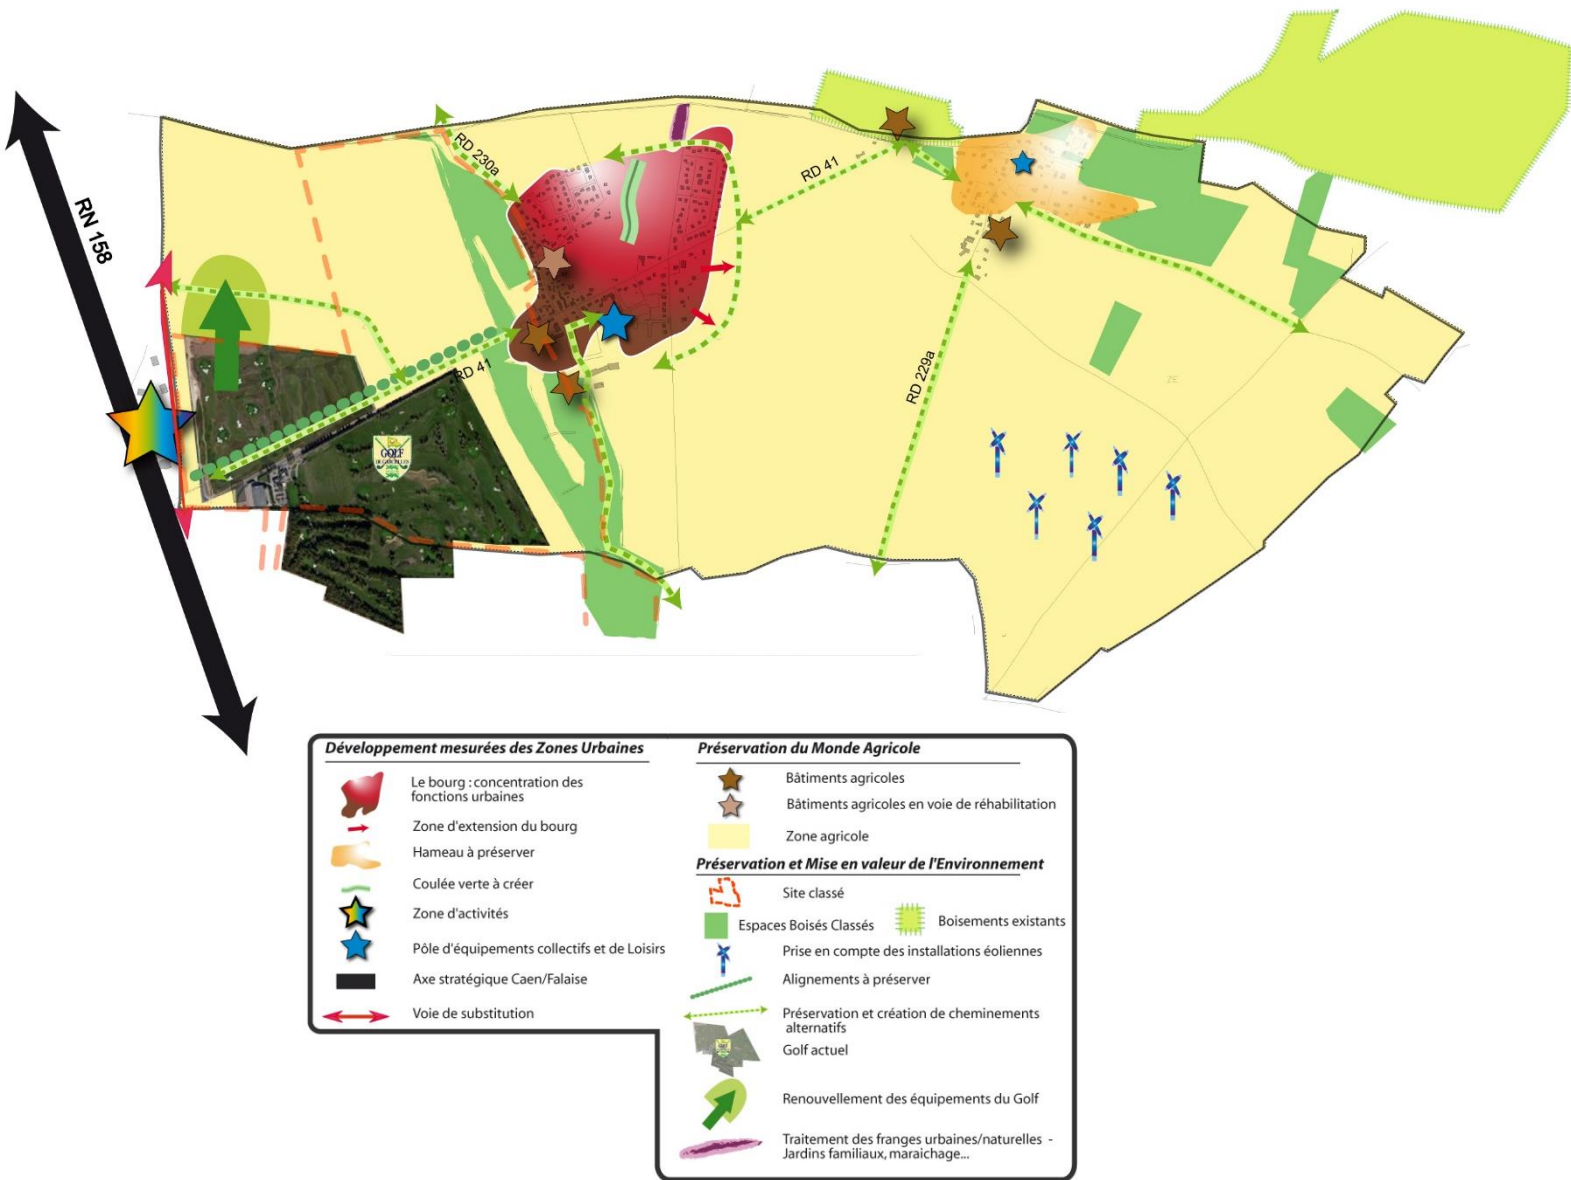 RN 158
RD 230a
RD 41
RD 41
RD 229a
ZE
GOLF
Développement mesurées des Zones Urbaines
Le bourg : concentration des
fonctions urbaines
Zone d'extension du bourg
Hameau à préserver
Coulée verte à créer
Zone d'activités
Pôle d'équipements collectifs et de Loisirs
Axe stratégique Caen/Falaise
Voie de substitution
Préservation du Monde Agricole
Bâtiments agricoles
Bâtiments agricoles en voie de réhabilitation
Zone agricole
Préservation et Mise en valeur de l'Environnement
Site classé
Espaces Boisés Classés
Boisements existants
Prise en compte des installations éoliennes
Alignements à préserver
Préservation et création de cheminements
alternatifs
Golf actuel
Renouvellement des équipements du Golf
Traitement des franges urbaines/naturelles -
Jardins familiaux, maraichage...